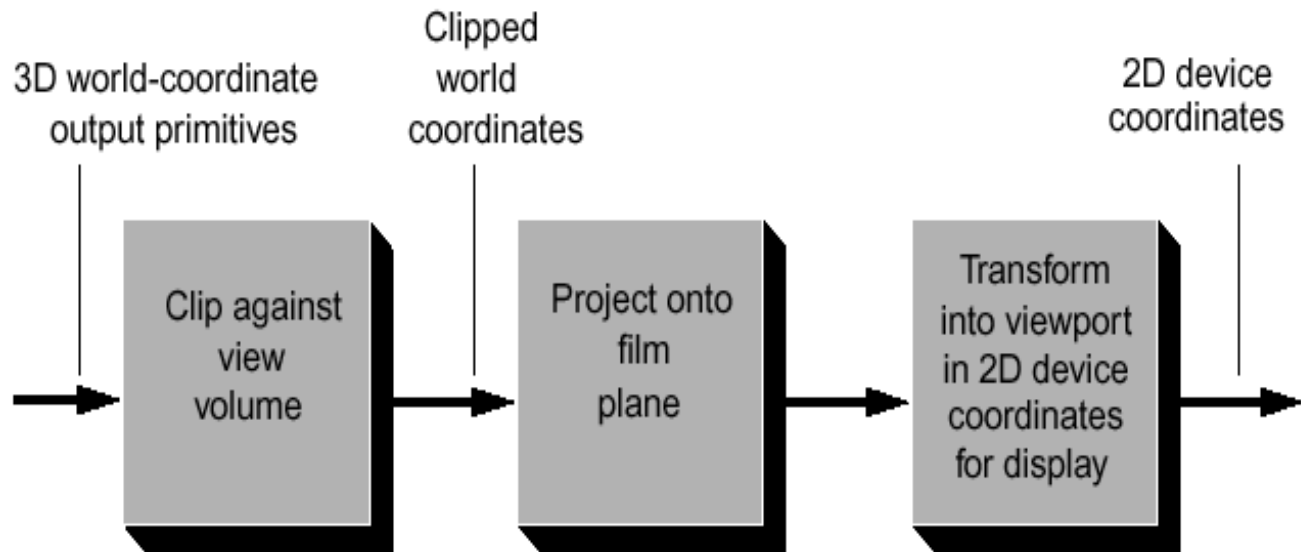 3D world-coordinate
output primitives
Clipped
world
coordinates
2D device
coordinates
Clip against
view
volume
Project onto
film
plane
Transform
into viewport
in 2D device
coordinates
for display